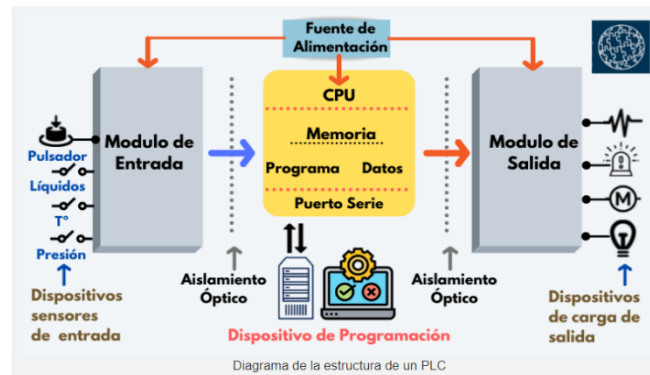 Fuente de
Alimentación
CPU
Memoria
Programa Datos
Puerto Serie
Modulo de
Entrada
Modulo de
Salida
Pulsador
Líquidos
Tº
Presión
Dispositivos
sensores
de entrada
Aislamiento
Óptico
Aislamiento
Óptico
M
Dispositivos
de carga de
salida
Dispositivo de Programación
Diagrama de la estructura de un PLC